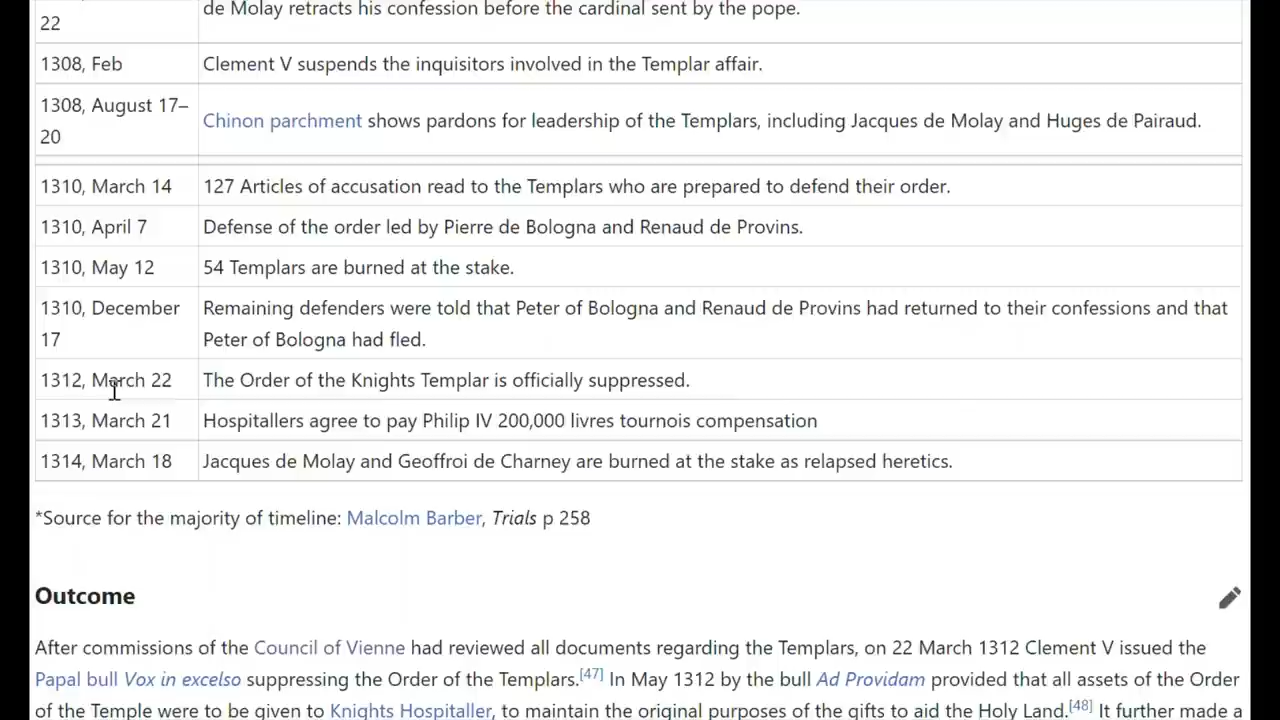 de Molay retracts his confession before the cardinal sent by the pope.
22
1308, Feb
Clement V suspends the inquisitors involved in the Templar affair.
1308, August 17–
20
Chinon parchment shows pardons for leadership of the Templars, including Jacques de Molay and Huges de Pairaud.
1310, March 14
127 Articles of accusation read to the Templars who are prepared to defend their order.
1310, April 7
Defense of the order led by Pierre de Bologna and Renaud de Provins.
1310, May 12
54 Templars are burned at the stake.
1310, December
17
Remaining defenders were told that Peter of Bologna and Renaud de Provins had returned to their confessions and that
Peter of Bologna had fled.
1312, March 22
The Order of the Knights Templar is officially suppressed.
1313, March 21
Hospitallers agree to pay Philip IV 200,000 livres tournois compensation
1314, March 18
Jacques de Molay and Geoffroi de Charney are burned at the stake as relapsed heretics.
*Source for the majority of timeline: Malcolm Barber, Trials p 258
Outcome
After commissions of the Council of Vienne had reviewed all documents regarding the Templars, on 22 March 1312 Clement V issued the
Papal bull Vox in excelso suppressing the Order of the Templars.[47] In May 1312 by the bull Ad Providam provided that all assets of the Order
of the Temple were to be given to Knights Hospitaller, to maintain the original purposes of the gifts to aid the Holy Land.[48] It further made a